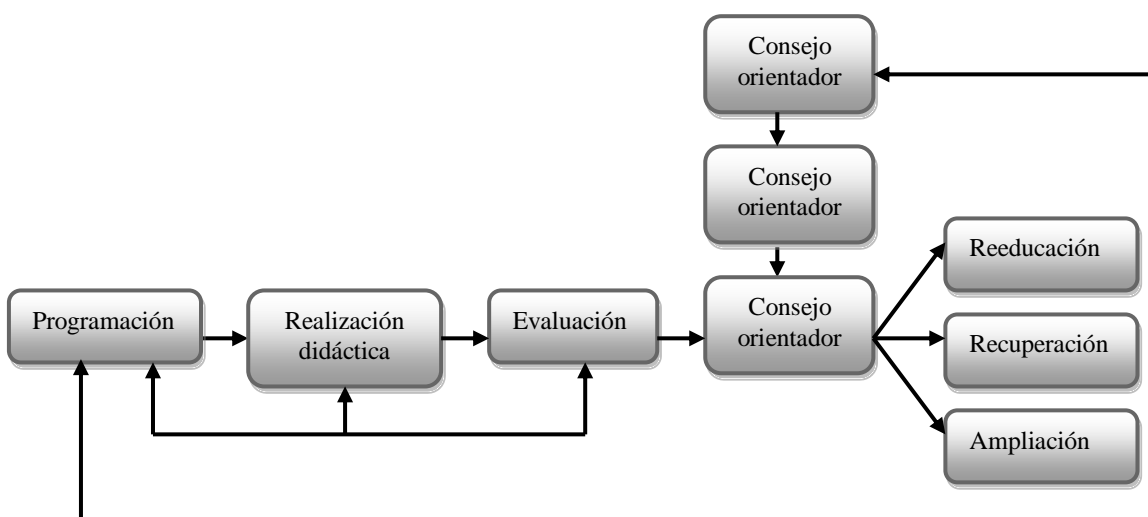 Consejo
orientador
Consejo
orientador
Consejo
orientador
Programación
Realización
didáctica
Evaluación
Reeducación
Recuperación
Ampliación